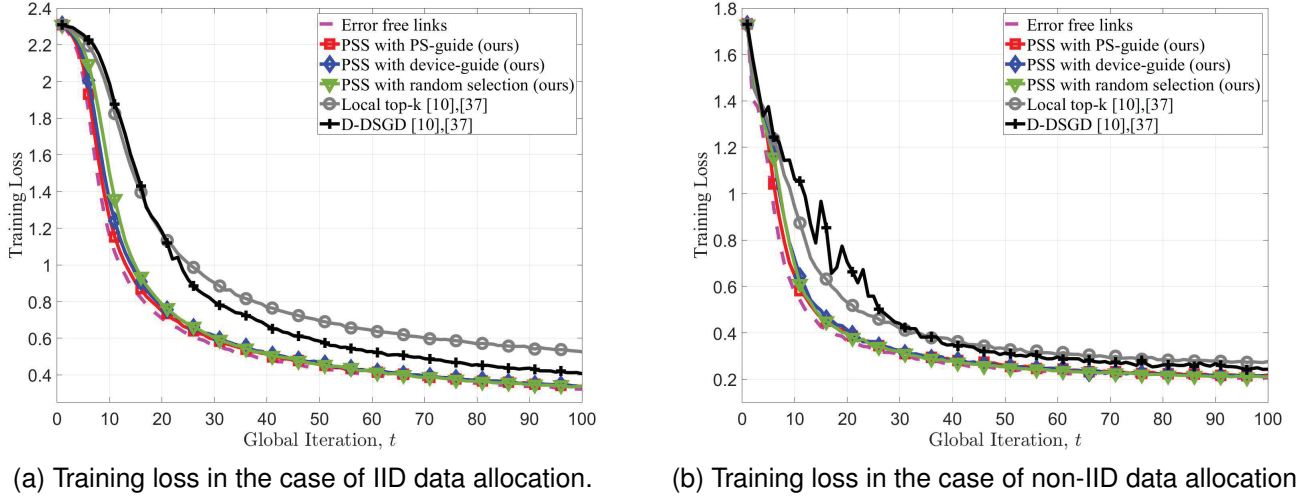 2.4
2.2
2
1.8
1.6
1.4
1.2
1
0.8
0.6
0.4
Training Loss
0 10 20 30 40 50 60 70 80 90 100
Global Iteration, t
Error free links
PSS with PS-guide (ours)
PSS with device-guide (ours)
PSS with random selection (ours)
Local top-k [10],[37]
D-DSGD [10],[37]
(a) Training loss in the case of IID data allocation.
1.8
1.6
1.4
1.2
1
0.8
0.6
0.4
0.2
Training Loss
0 10 20 30 40 50 60 70 80 90 100
Global Iteration, t
Error free links
PSS with PS-guide (ours)
PSS with device-guide (ours)
PSS with random selection (ours)
Local top-k [10],[37]
D-DSGD [10],[37]
(b) Training loss in the case of non-IID data allocation